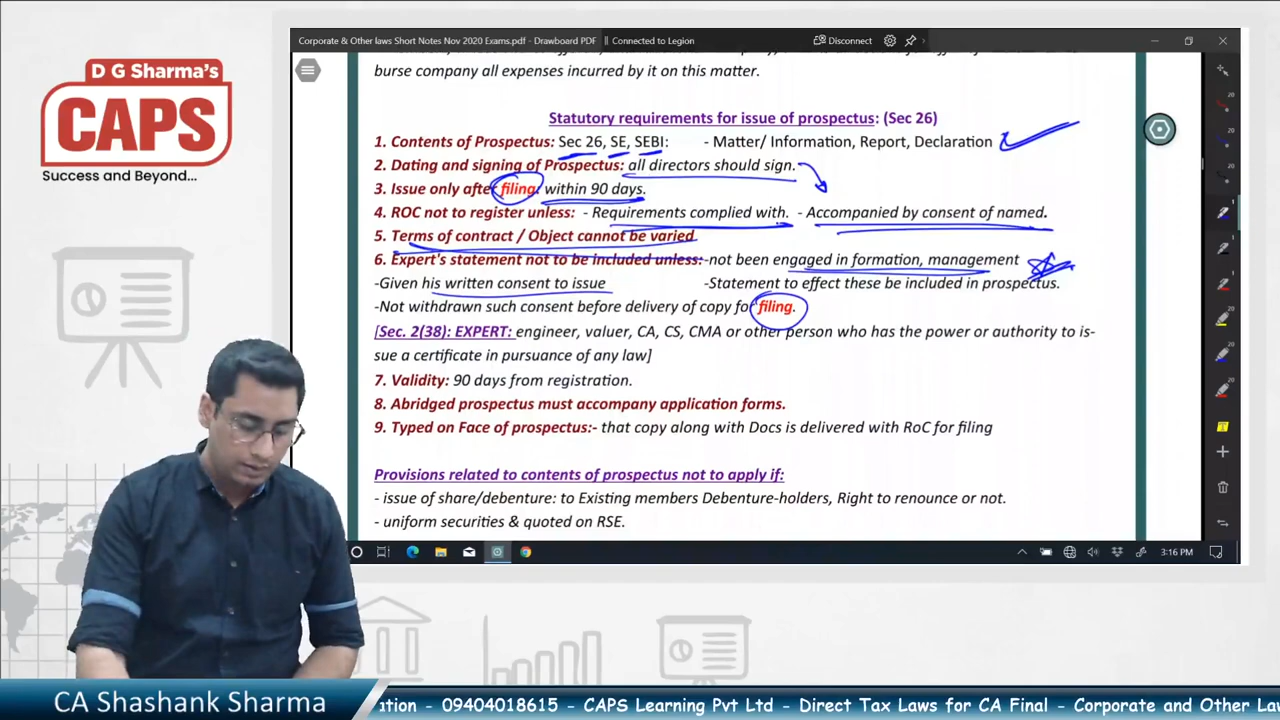 D G Sharma's
CAPS
Success and Beyond...
Corporate & Other laws Short Notes Nov 2020 Exams.pdf - Drawboard PDF
Connected to Legion
Disconnect
burse company all expenses incurred by it on this matter.
Statutory requirements for issue of prospectus: (Sec 26)
1. Contents of Prospectus: Sec 26, SE, SEBI: - Matter/ Information, Report, Declaration
2. Dating and signing of Prospectus: all directors should sign.
3. Issue only after filing. within 90 days.
4. ROC not to register unless: - Requirements complied with. - Accompanied by consent of named.
5. Terms of contract / Object cannot be varied
6. Expert's statement not to be included unless:-not been engaged in formation, management
-Given his written consent to issue -Statement to effect these be included in prospectus.
-Not withdrawn such consent before delivery of copy fo filing.
[Sec. 2(38): EXPERT: engineer, valuer, CA, CS, CMA or other person who has the power or authority to is-
sue a certificate in pursuance of any law]
7. Validity: 90 days from registration.
8. Abridged prospectus must accompany application forms.
9. Typed on Face of prospectus:- that copy along with Docs is delivered with RoC for filing
Provisions related to contents of prospectus not to apply if:
- issue of share/debenture: to Existing members Debenture-holders, Right to renounce or not.
- uniform securities & quoted on RSE.
3:16 PM
CA Shashank Sharma
ation - 09404018615 - CAPS Learning Pvt Ltd - Direct Tax Laws for CA Final - Corporate and Other La